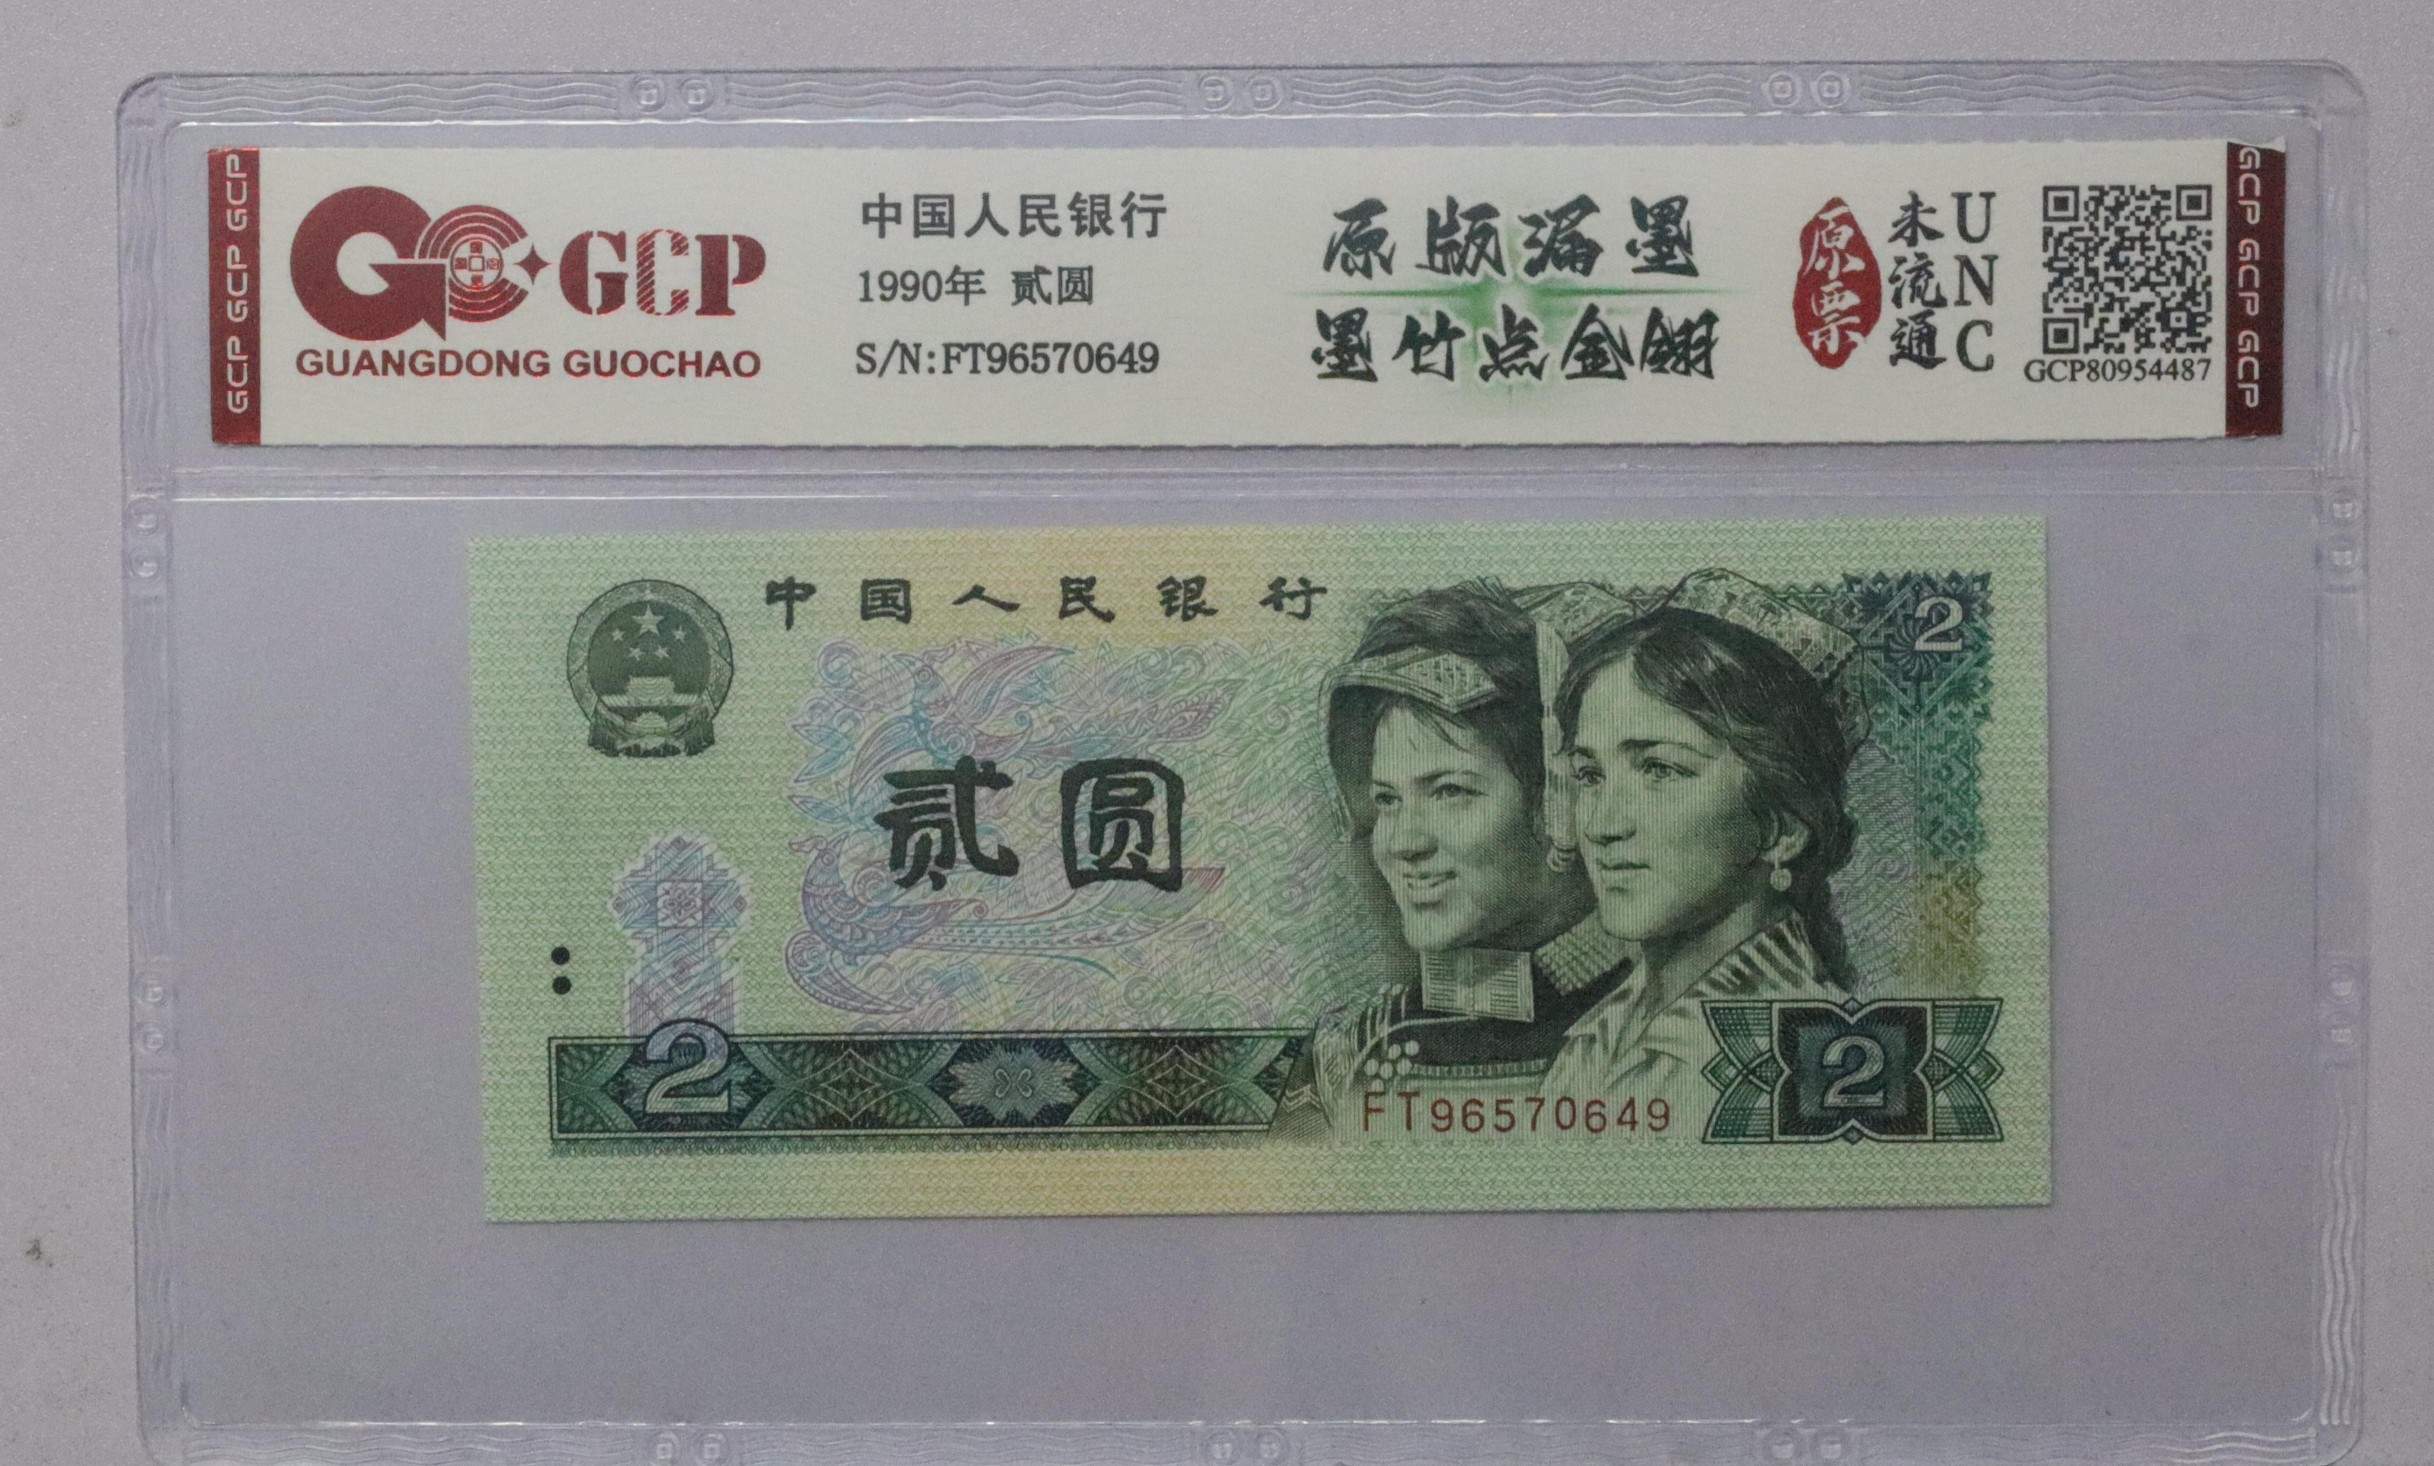 GCP GCP GCP
GCP
GUANGDONG GUOCHAO
中国人民银行
1990年 贰圆
S/N:FT96570649
原版漏墨
墨竹点金翎
原票
未流通
UNC
GCP80954487
GCP GCP GCP
中国人民银行
2
贰圆
2
FT96570649
2